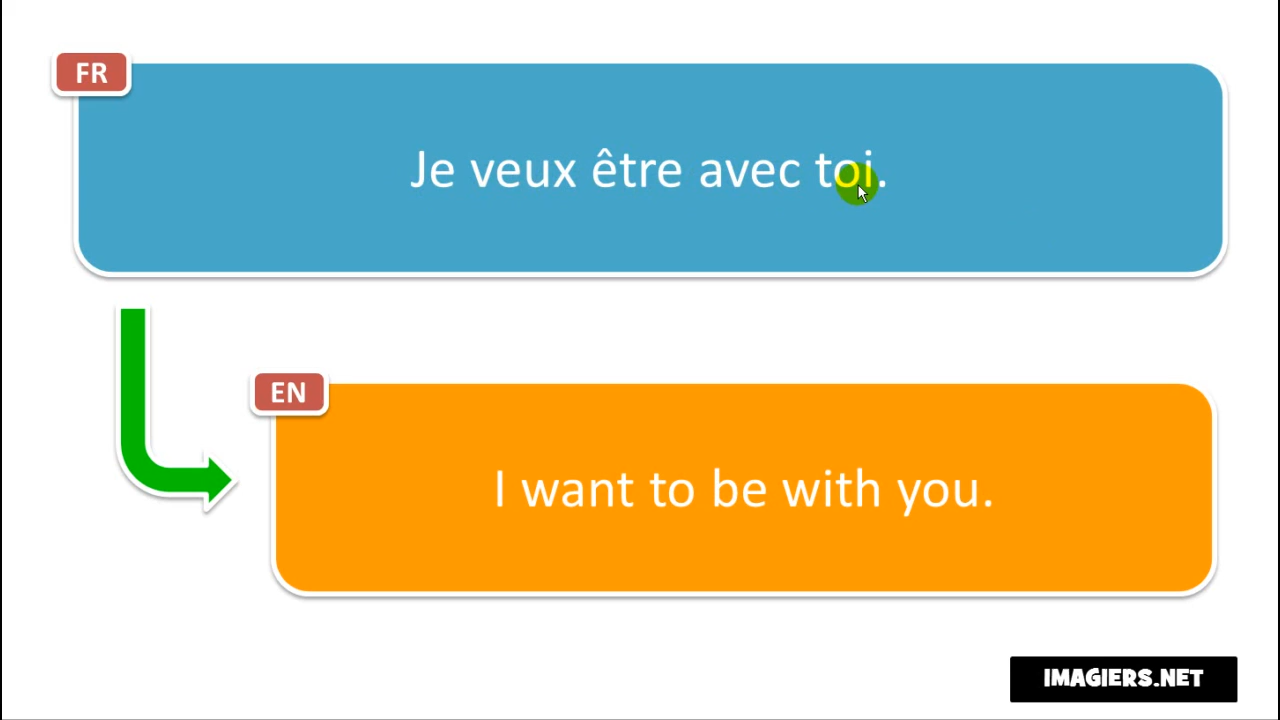 FR
Je veux être avec toi.
EN
I want to be with you.
IMAGIERS.NET